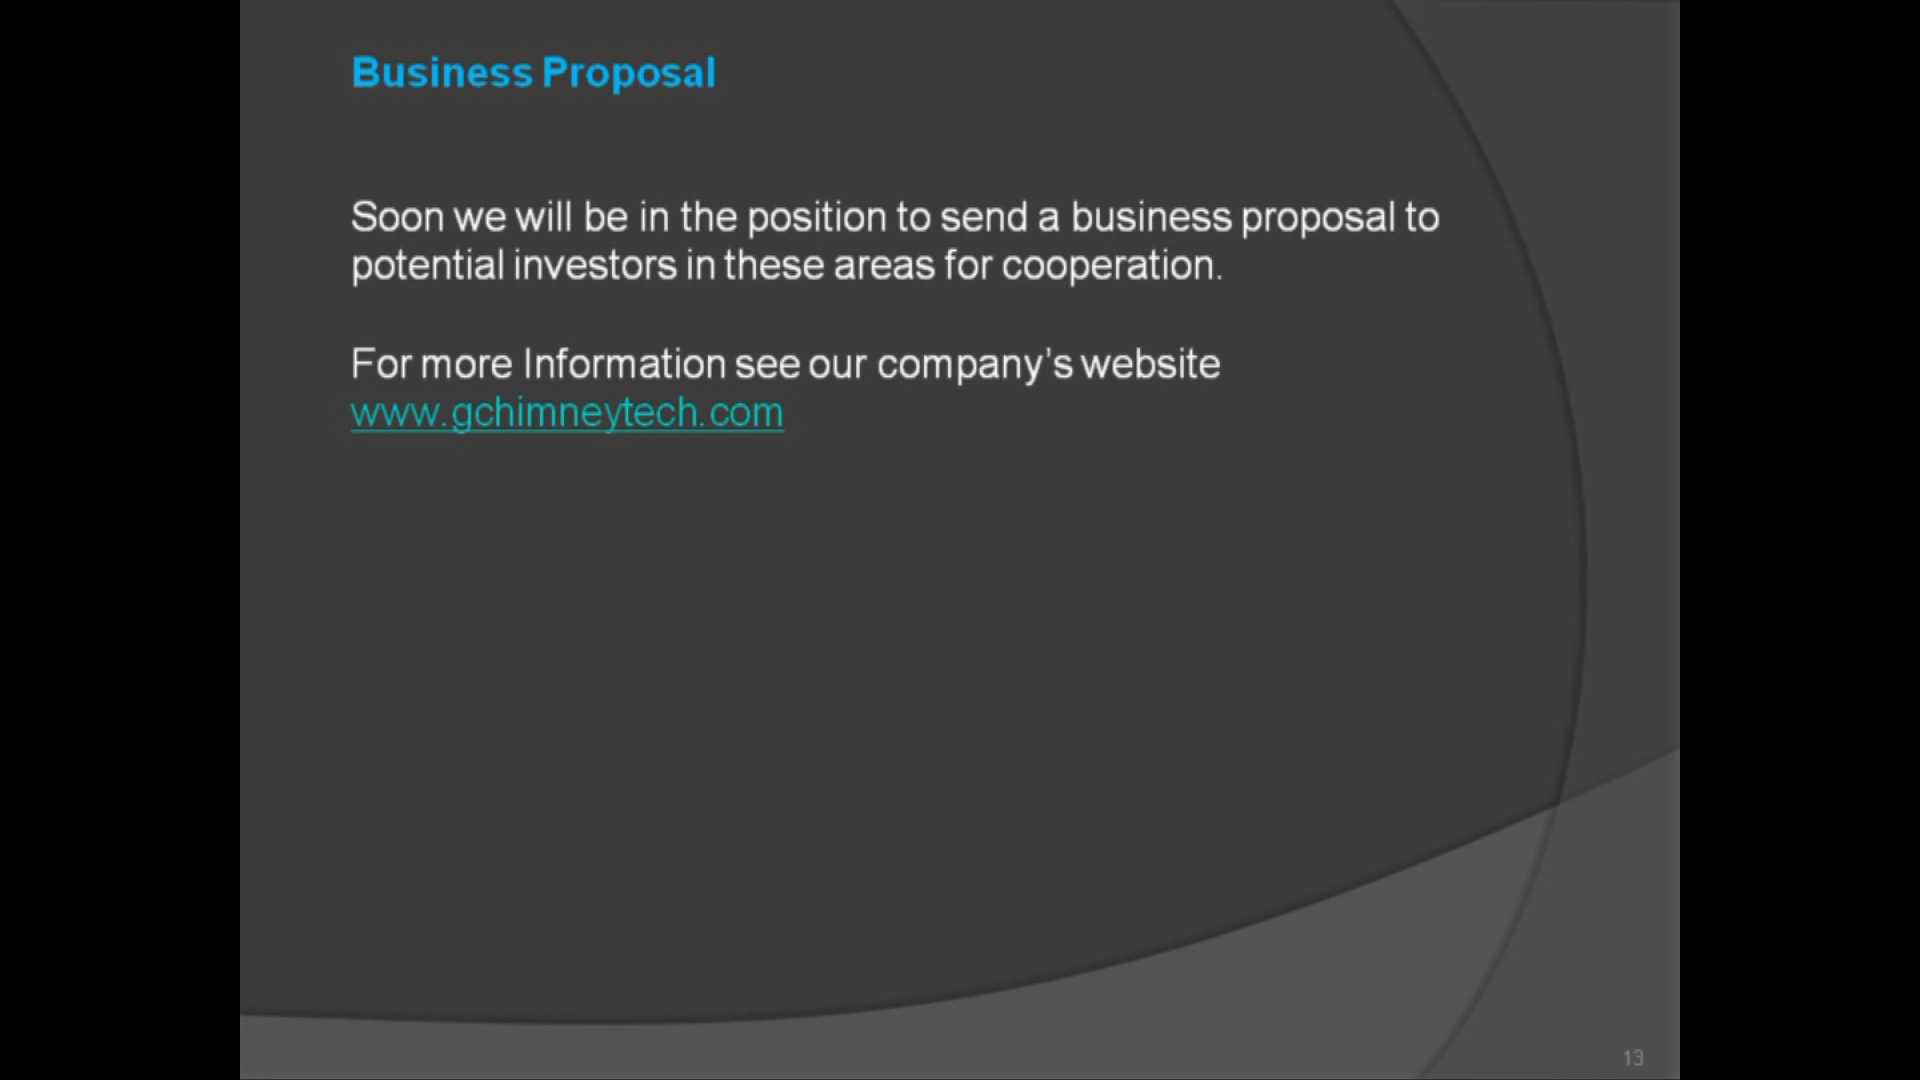 Business Proposal
Soon we will be in the position to send a business proposal to
potential investors in these areas for cooperation.
For more Information see our company’s website
www.gchimneytech.com
13